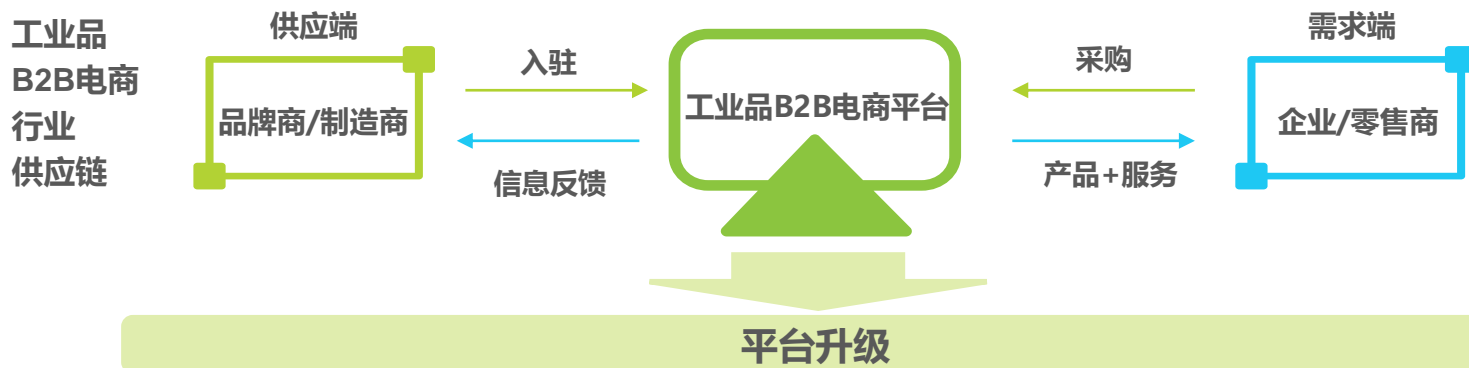 工业品
B2B电商
行业
供应链
供应端
品牌商/制造商
入驻
信息反馈
工业品B2B电商平台
采购
产品+服务
需求端
企业/零售商
平台升级